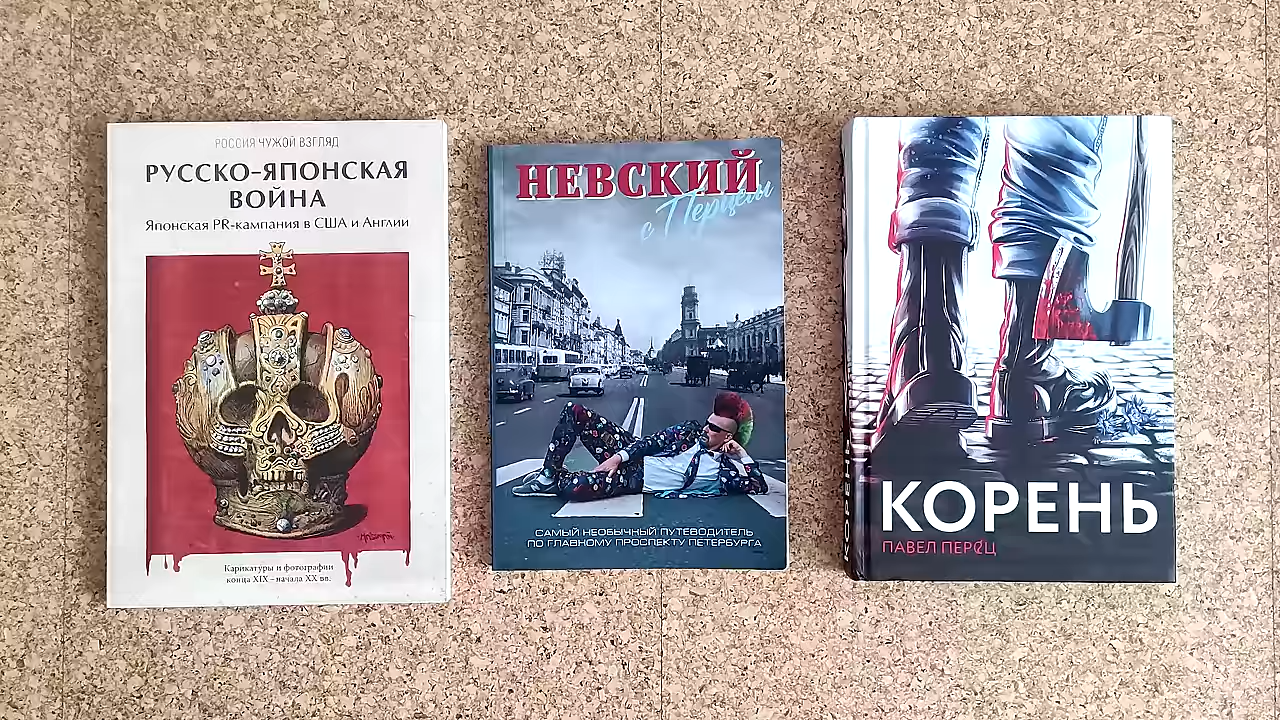 РОССИЯ ЧУЖОЙ ВЗГЛЯД
РУССКО-ЯПОНСКАЯ
ВОЙНА
Японская PR-кампания в США и Англии
Карикатуры и фотографии
конца XIX – начала XX вв.
НЕВСКИЙ
с Перцем
САМЫЙ НЕОБЫЧНЫЙ ПУТЕВОДИТЕЛЬ
ПО ГЛАВНОМУ ПРОСПЕКТУ ПЕТЕРБУРГА
КОРЕНЬ
КОРЕНЬ
ПАВЕЛ ПЕРЕЦ